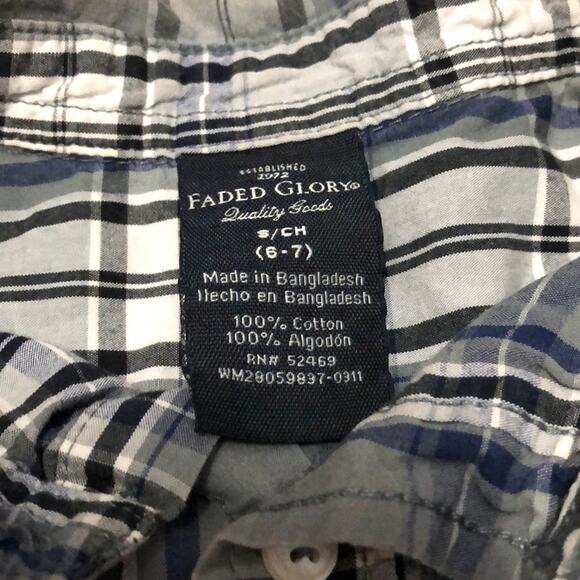 ESTABLISHED
1972
FADED GLORY®
Quality Goods
S/CH
(6-7)
Made in Bangladesh
Hecho en Bangladesh
100% Cotton
100% Algodón
RN# 52469
WM28059837-0311